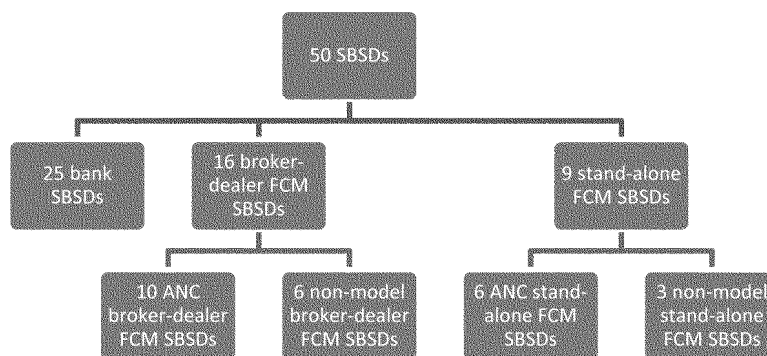 50 SBSDs
25 bank
SBSDs
16 broker-
dealer FCM
SBSDs
9 stand-alone
FCM SBSDs
10 ANC
broker-dealer
FCM SBSDs
6 non-model
broker-dealer
FCM SBSDs
6 ANC stand-
alone FCM
SBSDs
3 non-model
stand-alone
FCM SBSDs